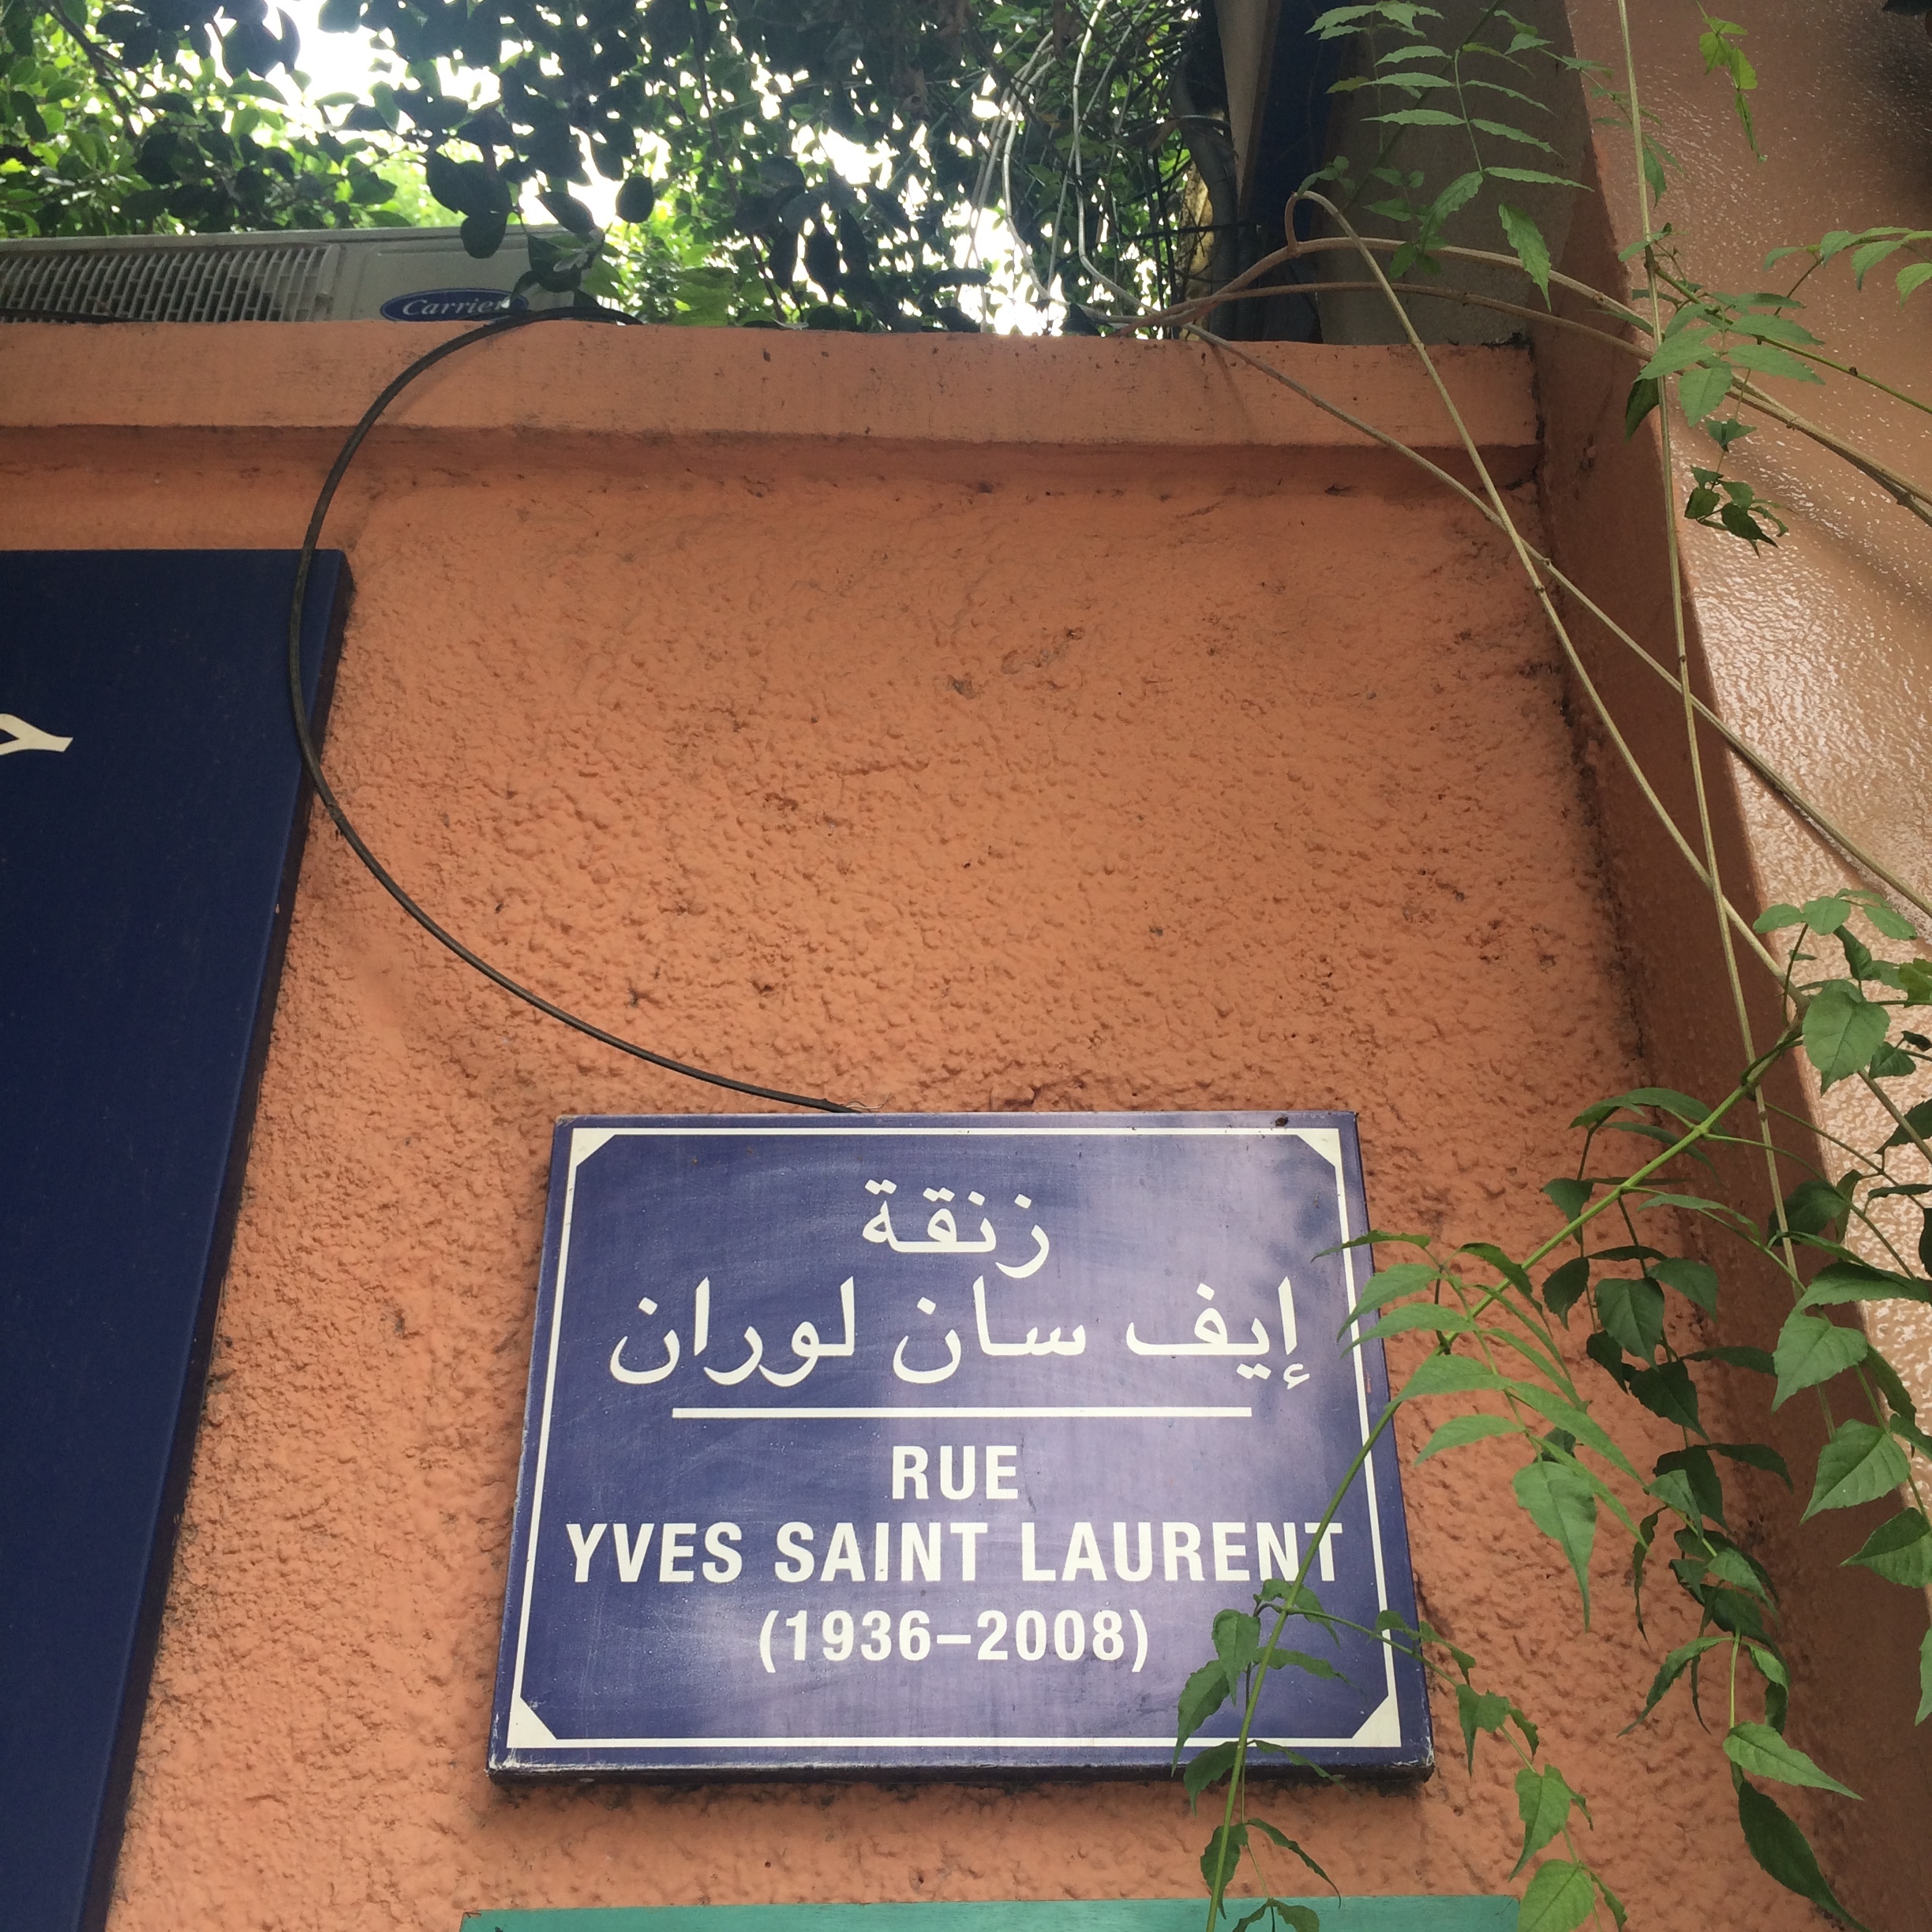 Carrier
زنقة
إيف سان لوران
RUE
YVES SAINT LAURENT
(1936–2008)